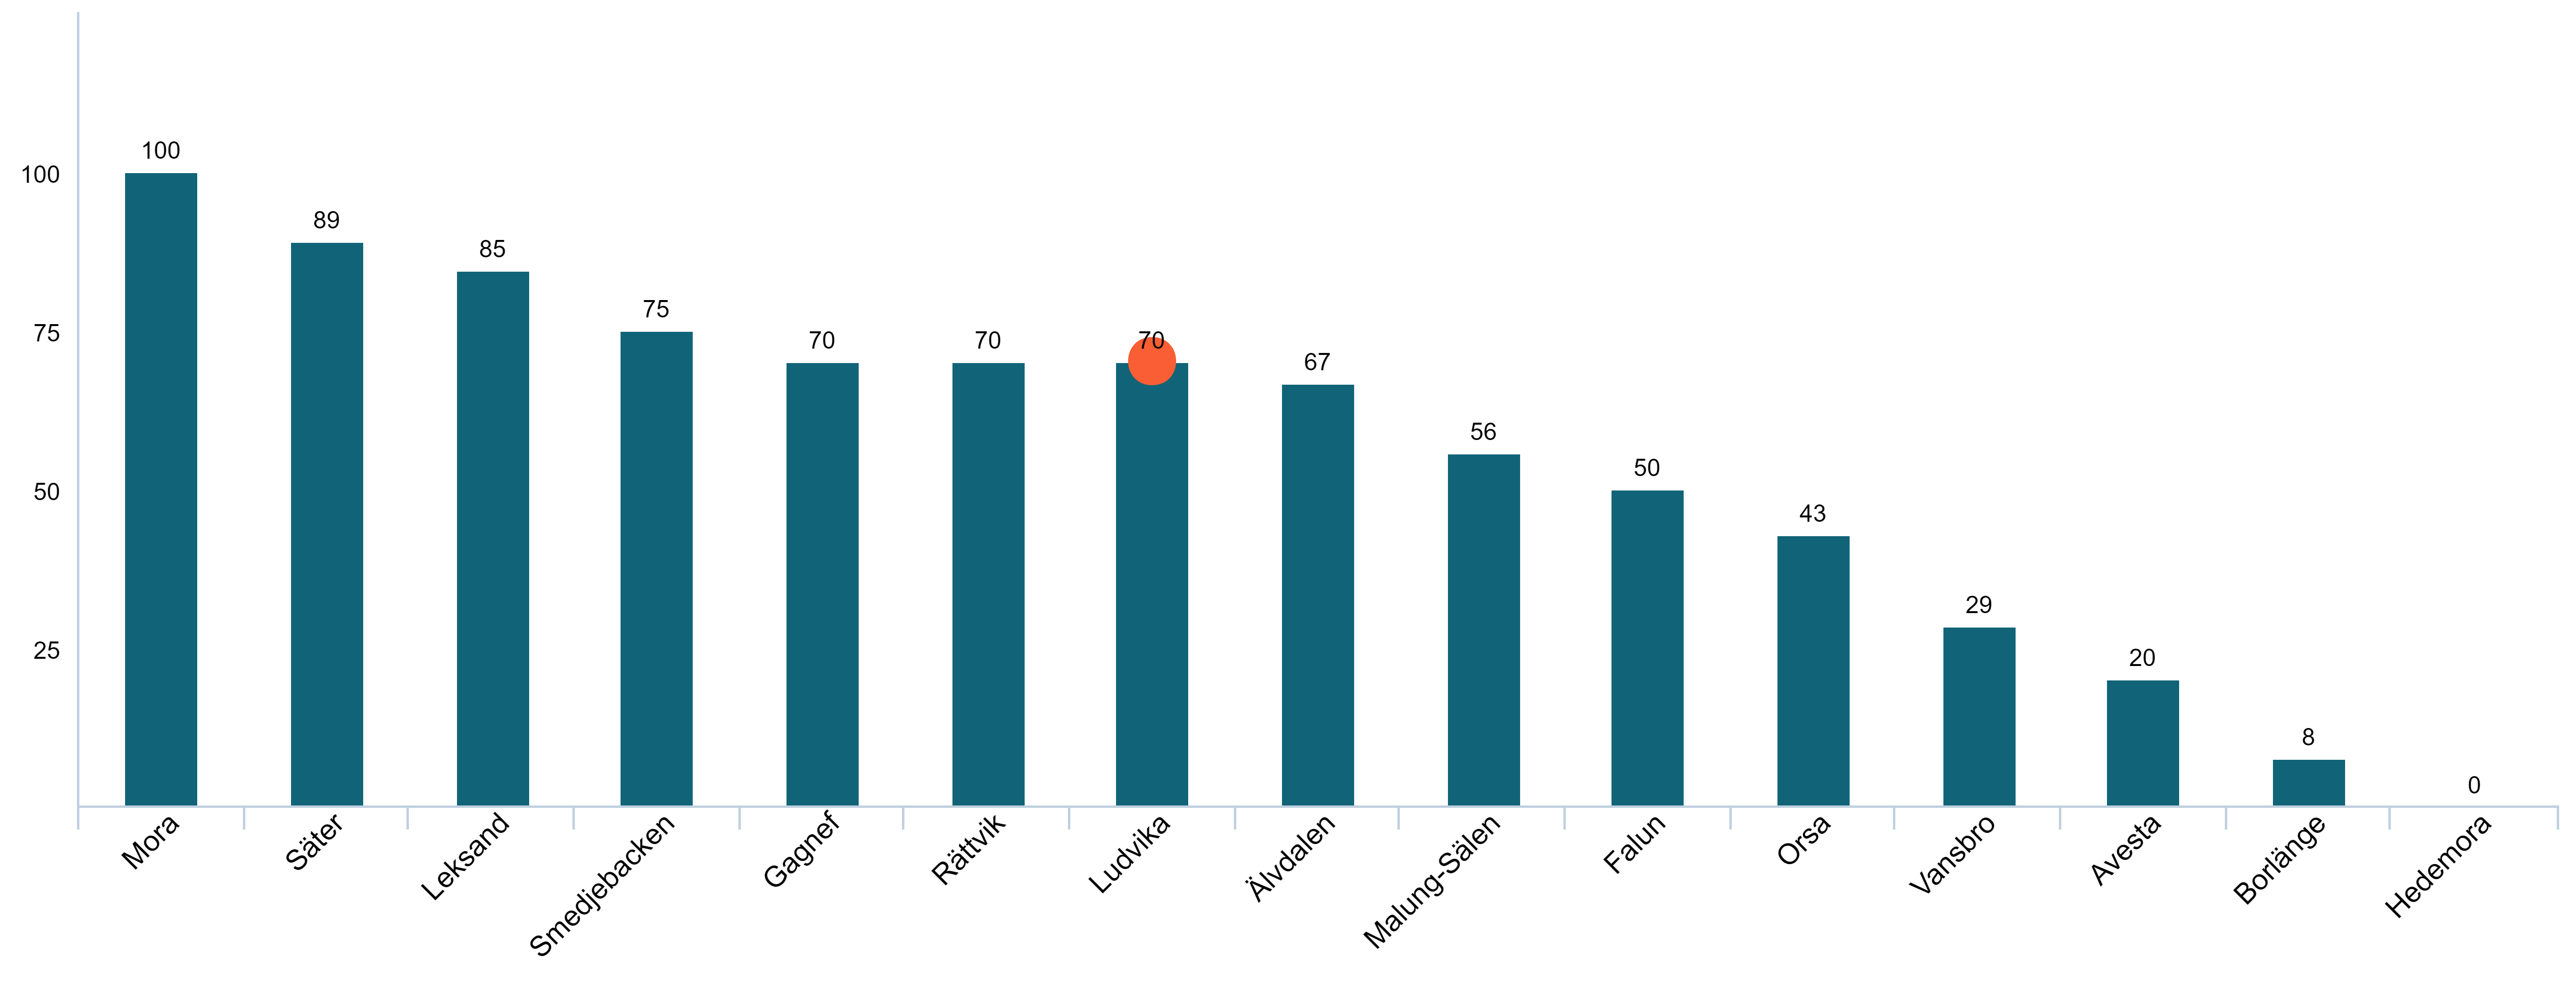 100
75
50
25
100
89
85
75
70
70
70
67
56
50
43
29
20
8
0
Mora
Säter
Leksand
Smedjebacken
Gagnef
Rättvik
Ludvika
Älvdalen
Malung-Sälen
Falun
Orsa
Vansbro
Avesta
Borlänge
Hedemora